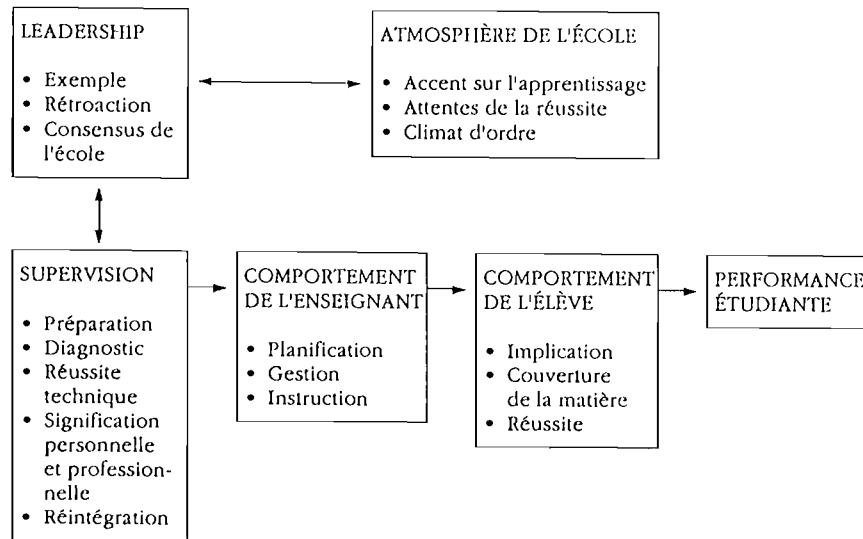 LEADERSHIP
• Exemple
• Rétroaction
• Consensus de
l'école
ATMOSPHÈRE DE L'ÉCOLE
• Accent sur l'apprentissage
• Attentes de la réussite
• Climat d'ordre
SUPERVISION
• Préparation
• Diagnostic
• Réussite
technique
• Signification
personnelle
et profession-
nelle
• Réintégration
COMPORTEMENT
DE L'ENSEIGNANT
• Planification
• Gestion
• Instruction
COMPORTEMENT
DE L'ÉLÈVE
• Implication
• Couverture
de la matière
• Réussite
PERFORMANCE
ÉTUDIANTE